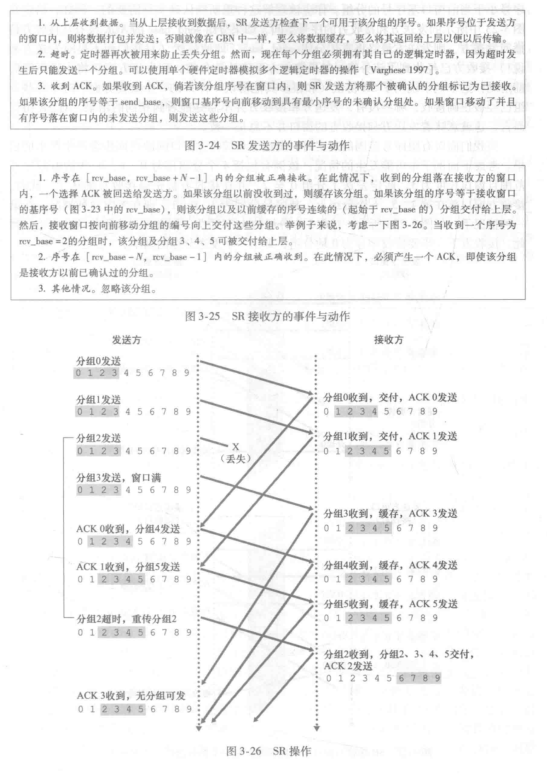 1. 从上层收到数据。当从上层接收到数据后，SR 发送方检查下一个可用于该分组的序号。如果序号位于发送方
的窗口内，则将数据打包并发送；否则就像在 GBN 中一样，要么将数据缓存，要么将其返回给上层以便以后传输。
2. 超时。定时器再次被用来防止丢失分组。然而，现在每个分组必须拥有其自己的逻辑定时器，因为超时发
生后只能发送一个分组。可以使用单个硬件定时器模拟多个逻辑定时器的操作［Varghese 1997］。
3. 收到 ACK。如果收到 ACK，倘若该分组序号在窗口内，则 SR 发送方将那个被确认的分组标记为已接收。
如果该分组的序号等于 send_base，则窗口基序号向前移动到具有最小序号的未确认分组处。如果窗口移动了并且
有序号落在窗口内的未发送分组，则发送这些分组。
图 3-24 SR 发送方的事件与动作
1. 序号在［rcv_base，rcv_base + N − 1］内的分组被正确接收。在此情况下，收到的分组落在接收方的窗口
内，一个选择 ACK 被回送给发送方。如果该分组以前没收到过，则缓存该分组。如果该分组的序号等于接收窗口
的基序号（图 3-23 中的 rcv_base），则该分组以及以前缓存的序号连续的（起始于 rcv_base 的）分组交付给上层。
然后，接收窗口按向前移动分组的编号向上交付这些分组。举例子来说，考虑一下图 3-26。当收到一个序号为
rcv_base = 2 的分组时，该分组及分组 3、4、5 可被交付给上层。
2. 序号在［rcv_base − N，rcv_base − 1］内的分组被正确收到。在此情况下，必须产生一个 ACK，即使该分组
是接收方以前已确认过的分组。
3. 其他情况。忽略该分组。
图 3-25 SR 接收方的事件与动作
发送方
接收方
分组0发送
0 1 2 3 4 5 6 7 8 9
分组0收到，交付，ACK 0发送
0 1 2 3 4 5 6 7 8 9
分组1发送
0 1 2 3 4 5 6 7 8 9
分组1收到，交付，ACK 1发送
0 1 2 3 4 5 6 7 8 9
分组2发送
0 1 2 3 4 5 6 7 8 9
X
（丢失）
分组3发送，窗口满
0 1 2 3 4 5 6 7 8 9
分组3收到，缓存，ACK 3发送
0 1 2 3 4 5 6 7 8 9
ACK 0收到，分组4发送
0 1 2 3 4 5 6 7 8 9
分组4收到，缓存，ACK 4发送
0 1 2 3 4 5 6 7 8 9
ACK 1收到，分组5发送
0 1 2 3 4 5 6 7 8 9
分组5收到，缓存，ACK 5发送
0 1 2 3 4 5 6 7 8 9
分组2超时，重传分组2
0 1 2 3 4 5 6 7 8 9
分组2收到，分组2、3、4、5交付，
ACK 2发送
0 1 2 3 4 5 6 7 8 9
ACK 3收到，无分组可发
0 1 2 3 4 5 6 7 8 9
图 3-26 SR 操作